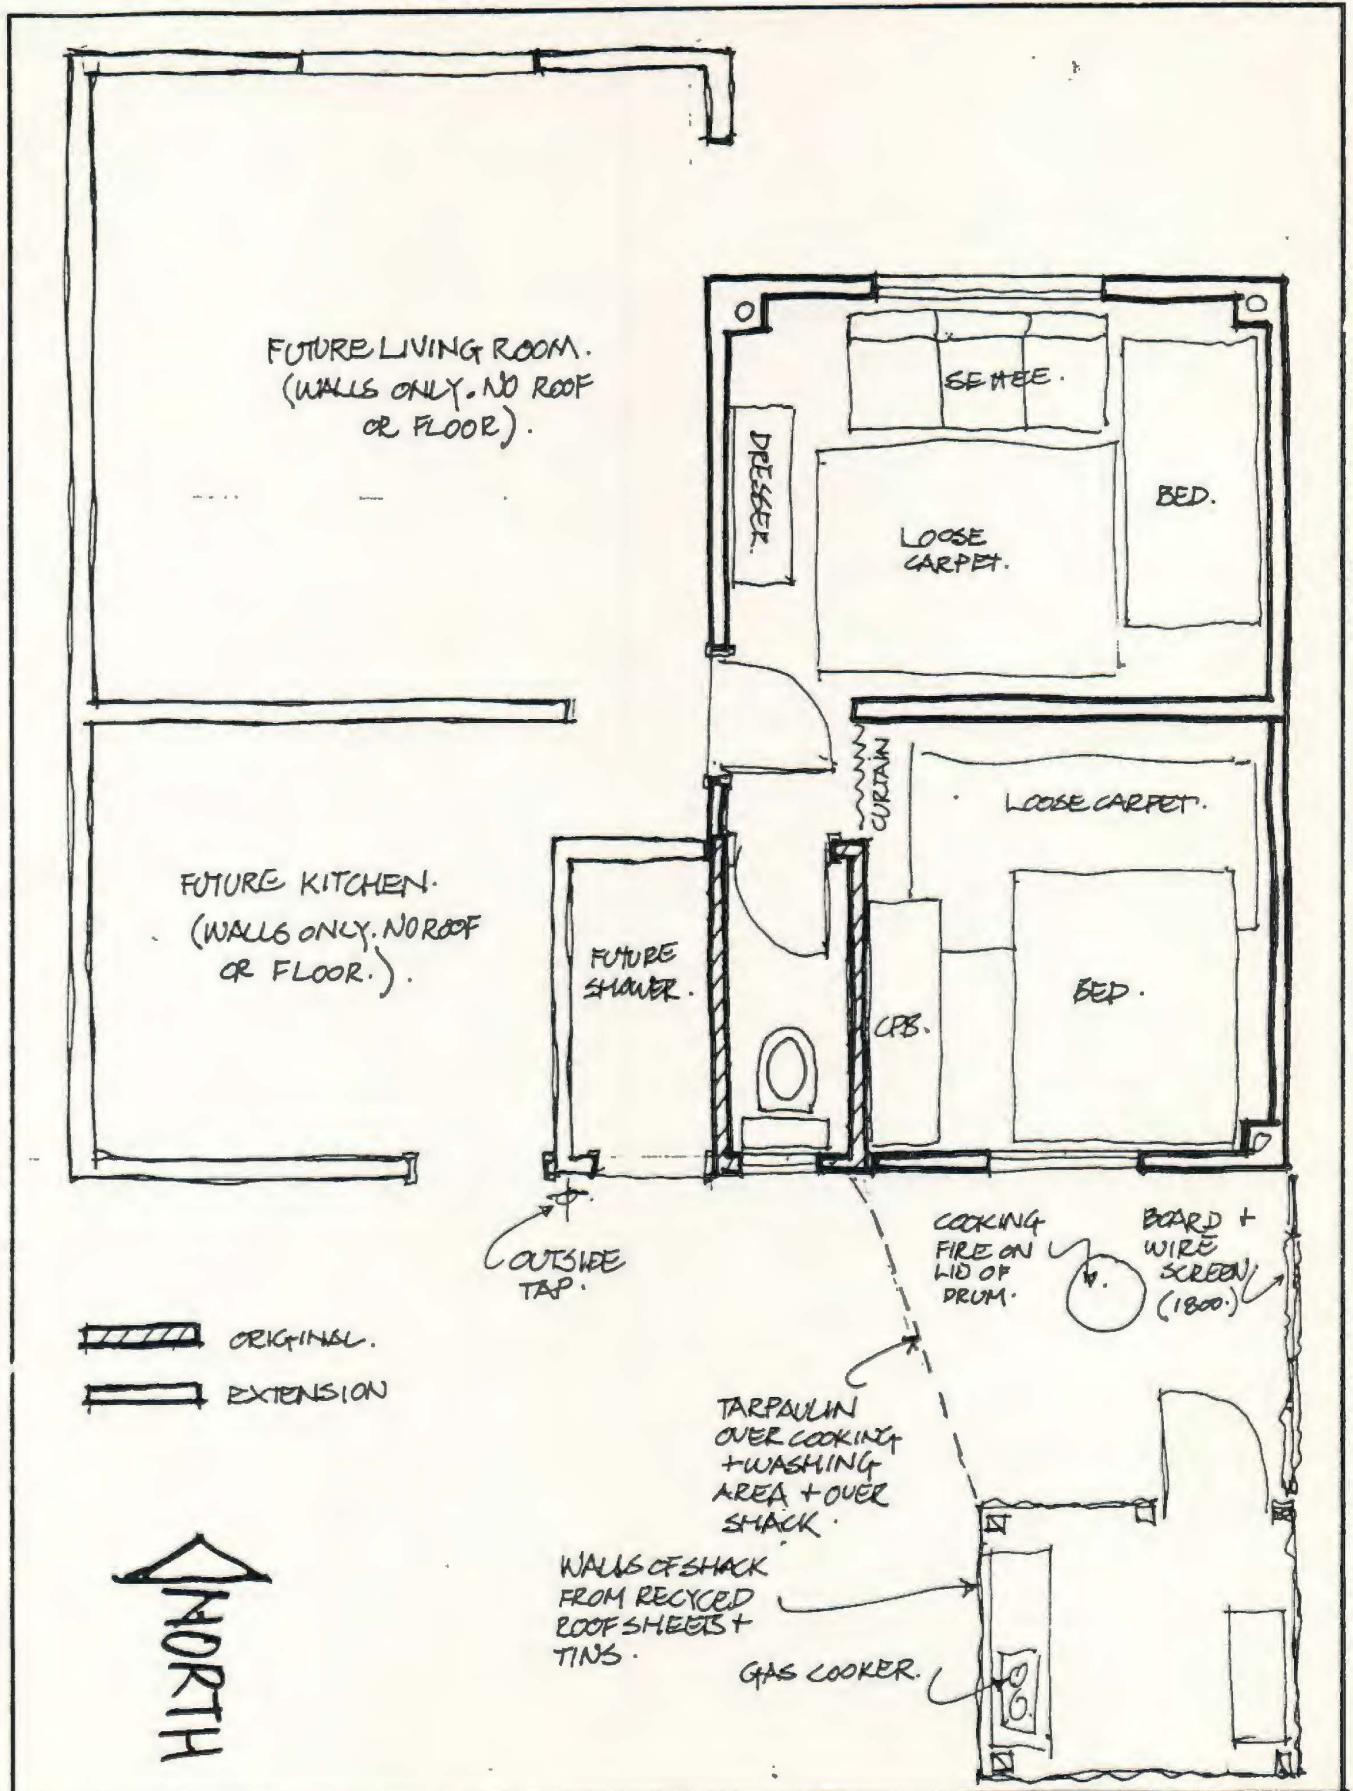 FUTURE LIVING ROOM.
(WALLS ONLY. NO ROOF
OR FLOOR).
SETTEE.
DRESSER.
BED.
LOOSE
CARPET.
CURTAIN
LOOSE CARPET.
FUTURE KITCHEN.
(WALLS ONLY. NO ROOF
OR FLOOR.).
FUTURE
SHOWER.
CPB.
BED.
OUTSIDE
TAP.
COOKING
FIRE ON
LID OF
DRUM.
BOARD +
WIRE
SCREEN
(1800.)
ORIGINAL.
EXTENSION
TARPAULIN
OVER COOKING
+ WASHING
AREA + OVER
SHACK.
WALLS OF SHACK
FROM RECYCED
ROOF SHEETS +
TINS.
GAS COOKER.
NORTH